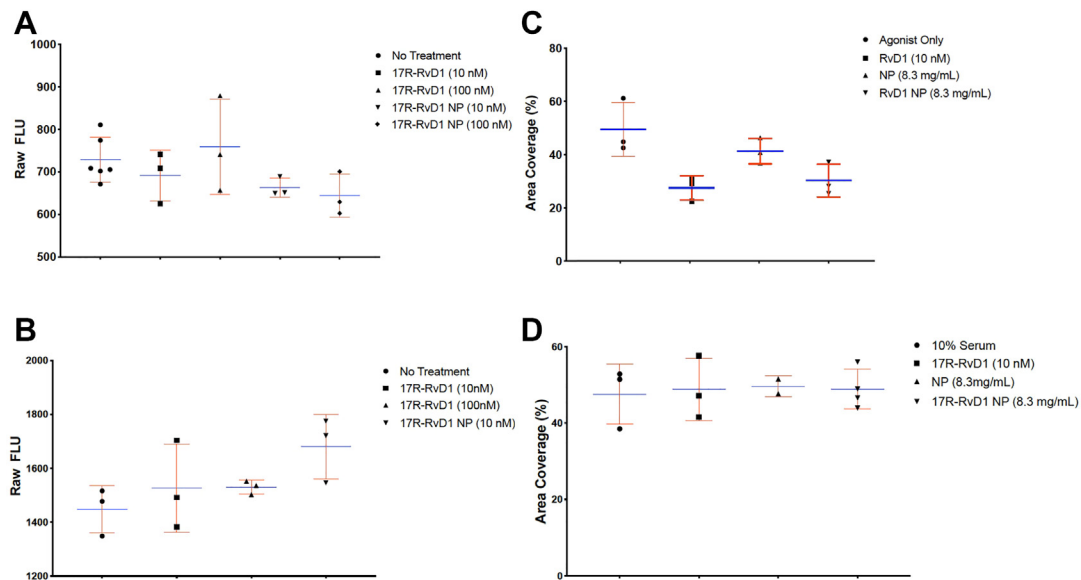 A
Raw FLU
1000
900
800
700
600
500
No Treatment
17R-RvD1 (10 nM)
17R-RvD1 (100 nM)
17R-RvD1 NP (10 nM)
17R-RvD1 NP (100 nM)
C
Area Coverage (%)
80
60
40
20
0
Agonist Only
RvD1 (10 nM)
NP (8.3 mg/mL)
RvD1 NP (8.3 mg/mL)
B
Raw FLU
2000
1800
1600
1400
1200
No Treatment
17R-RvD1 (10nM)
17R-RvD1 (100nM)
17R-RvD1 NP (10 nM)
D
Area Coverage (%)
60
40
20
0
10% Serum
17R-RvD1 (10 nM)
NP (8.3mg/mL)
17R-RvD1 NP (8.3 mg/mL)